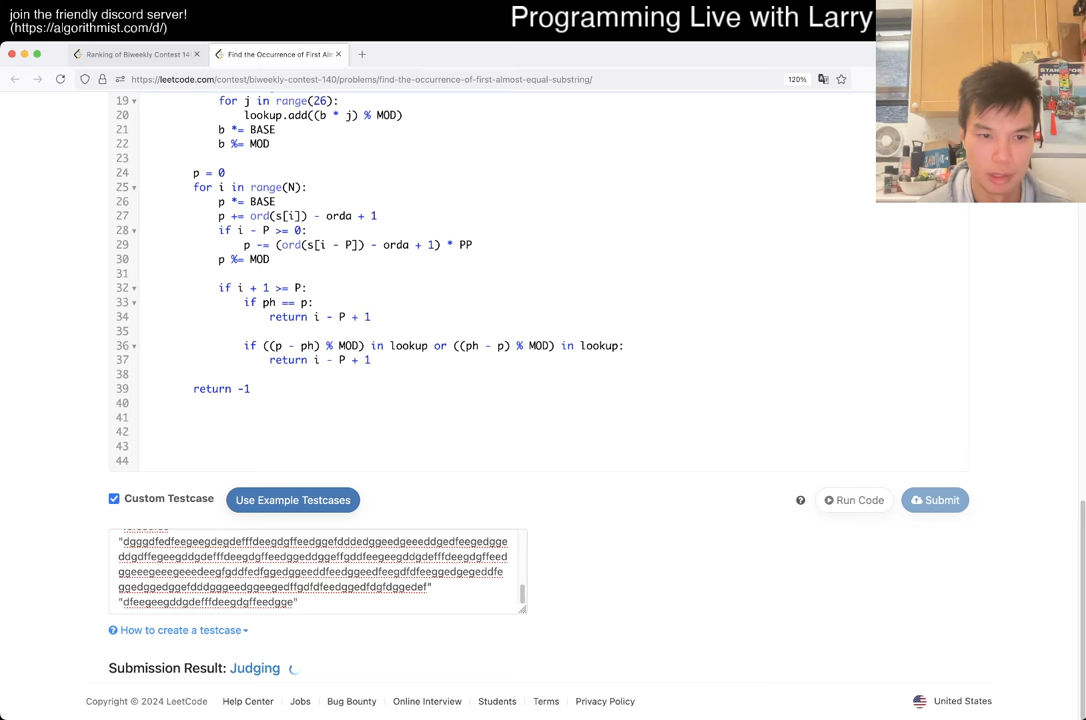 join the friendly discord server!
(https://algorithmist.com/d/)
Programming Live with Larry
Ranking of Biweekly Contest 14
Find the Occurrence of First Alm
https://leetcode.com/contest/biweekly-contest-140/problems/find-the-occurrence-of-first-almost-equal-substring/
120%
19 for j in range(26):
20 lookup.add((b * j) % MOD)
21 b *= BASE
22 b %= MOD
23
24 p = 0
25 for i in range(N):
26 p *= BASE
27 p += ord(s[i]) - orda + 1
28 if i - P >= 0:
29 p -= (ord(s[i - P]) - orda + 1) * PP
30 p %= MOD
31
32 if i + 1 >= P:
33 if ph == p:
34 return i - P + 1
35
36 if ((p - ph) % MOD) in lookup or ((ph - p) % MOD) in lookup:
37 return i - P + 1
38
39 return -1
40
41
42
43
44
Custom Testcase
Use Example Testcases
Run Code
Submit
"dgggdfedfeegeegdegdefffdeegdgffeedggefdddedggeedgeeeddgedfeegedgge
ddgdffegeegddgdefffdeegdgffeedggeddggeffgddfeegeegddgdefffdeegdgffeed
ggeeegeeegeeedeegfgddfedfggedggeeddfeedggeedfeegdfdfeeggedgegeddfe
ggedggedggefdddgggeedggeegedffgdfdfeedggedfdgfdggedef"
"dfeegeegddgdefffdeegdgffeedgge"
How to create a testcase
Submission Result: Judging
Copyright © 2024 LeetCode
Help Center
Jobs
Bug Bounty
Online Interview
Students
Terms
Privacy Policy
United States